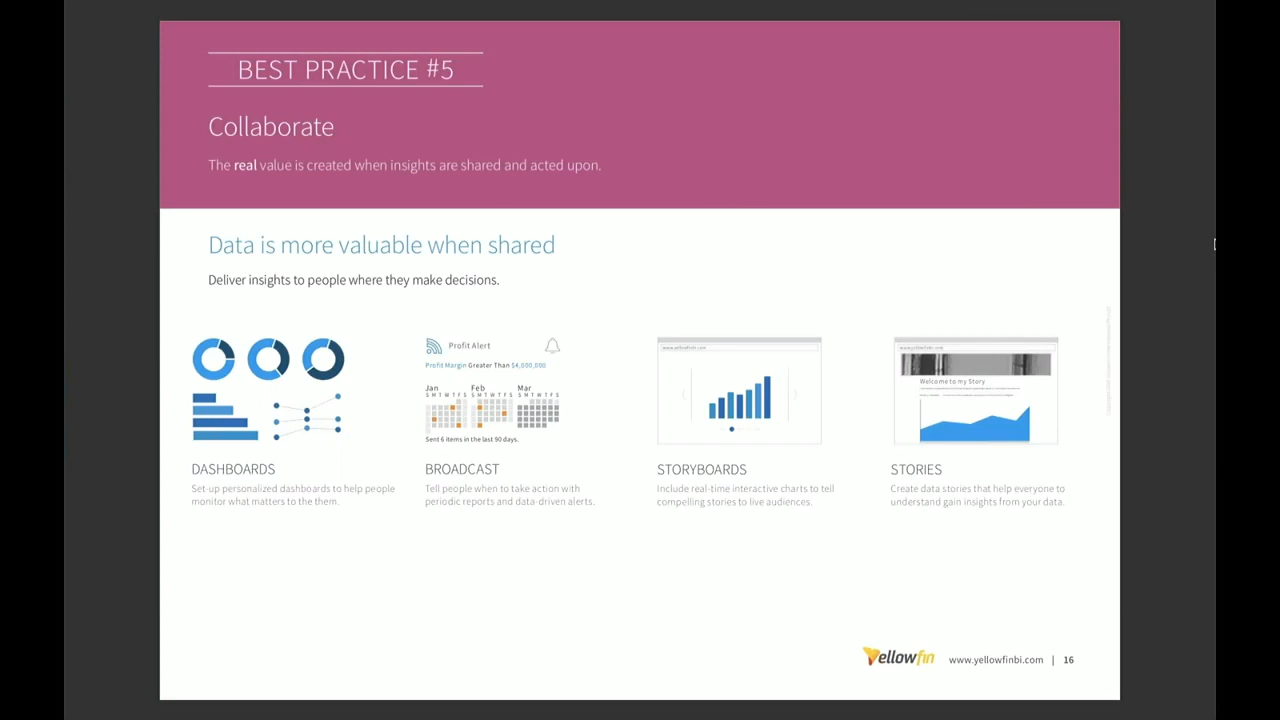 BEST PRACTICE #5
Collaborate
The real value is created when insights are shared and acted upon.
Data is more valuable when shared
Deliver insights to people where they make decisions.
Profit Alert
Profit Margin Greater Than $4,000,000
Jan Feb Mar
S M T W T F S S M T W T F S S M T W T F S
Sent 6 items in the last 90 days.
www.yellowfinbi.com
www.yellowfinbi.com
Welcome to my Story
DASHBOARDS
Set-up personalized dashboards to help people
monitor what matters to the them.
BROADCAST
Tell people when to take action with
periodic reports and data-driven alerts.
STORYBOARDS
Include real-time interactive charts to tell
compelling stories to live audiences.
STORIES
Create data stories that help everyone to
understand gain insights from your data.
Yellowfin www.yellowfinbi.com | 16